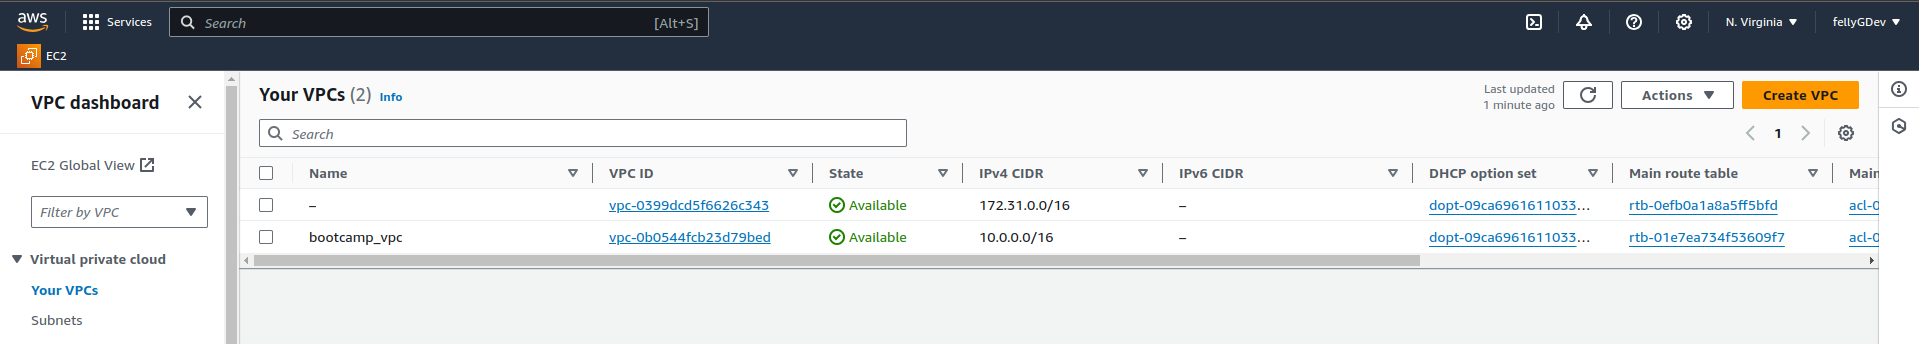 aws Services Search [Alt+S] N. Virginia fellyGDev
EC2
VPC dashboard
EC2 Global View
Filter by VPC
Virtual private cloud
Your VPCs
Subnets
Your VPCs (2) Info
Last updated
1 minute ago
Actions
Create VPC
Search
1
Name VPC ID State IPv4 CIDR IPv6 CIDR DHCP option set Main route table Main
– vpc-0399dcd5f6626c343 Available 172.31.0.0/16 – dopt-09ca6961611033... rtb-0efb0a1a8a5ff5bfd acl-0
bootcamp_vpc vpc-0b0544fcb23d79bed Available 10.0.0.0/16 – dopt-09ca6961611033... rtb-01e7ea734f53609f7 acl-0